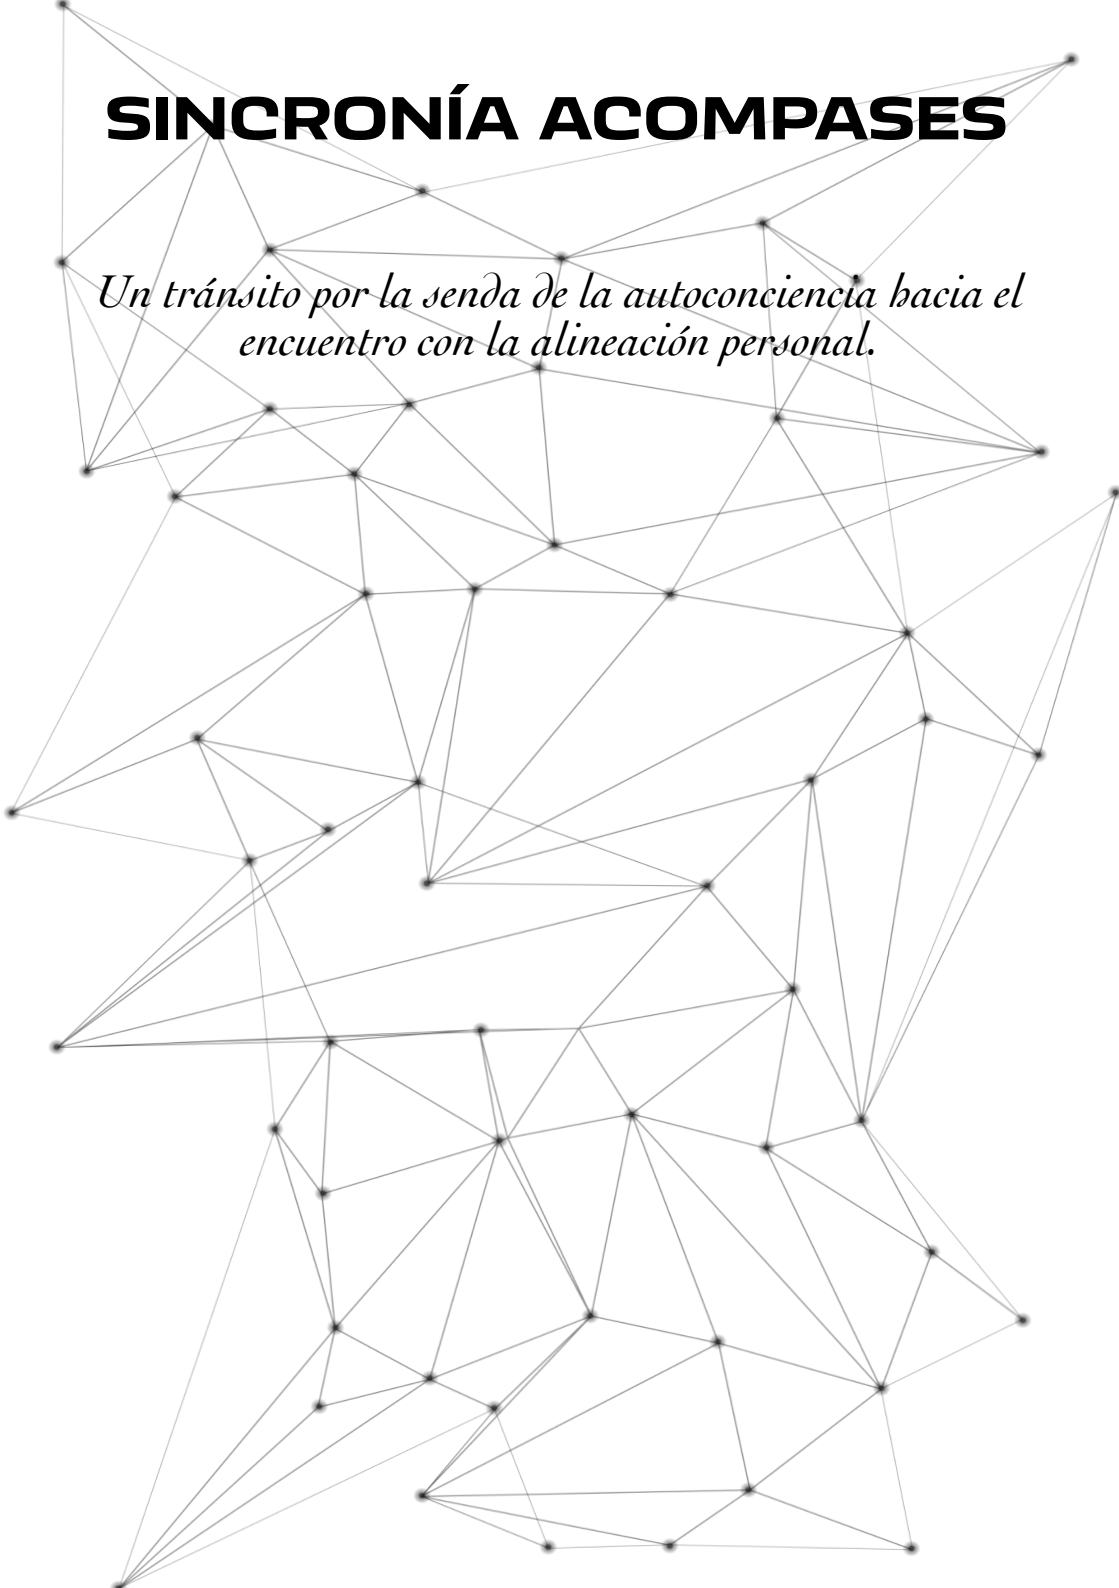 SINCRONÍA ACOMPASES
Un tránsito por la senda de la autoconciencia hacia el
encuentro con la alineación personal.